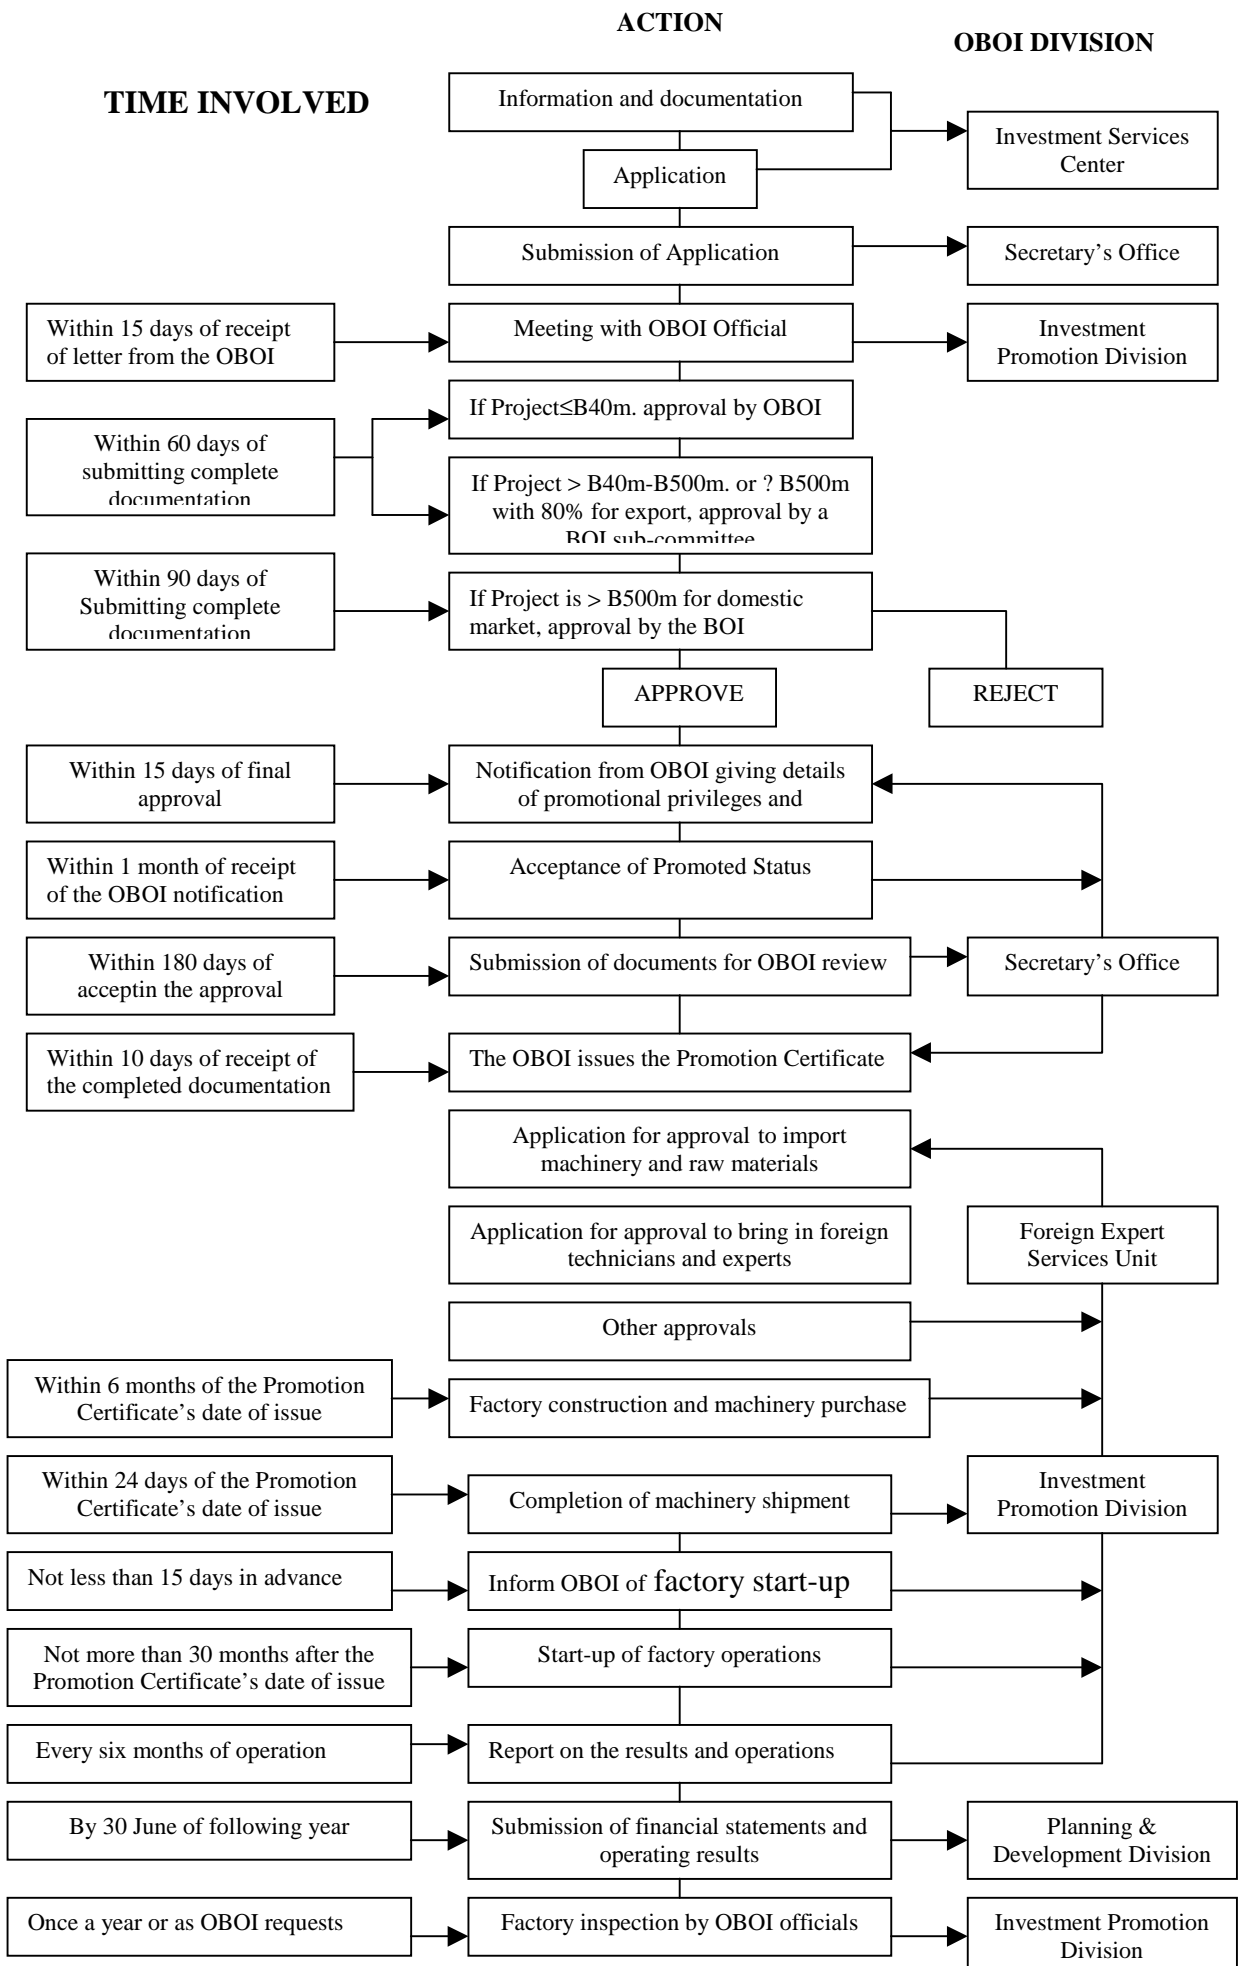 ACTION
OBOI DIVISION
TIME INVOLVED
Information and documentation
Investment Services
Center
Application
Submission of Application
Secretary’s Office
Within 15 days of receipt
of letter from the OBOI
Meeting with OBOI Official
Investment
Promotion Division
If Project≤B40m. approval by OBOI
Within 60 days of
submitting complete
documentation
If Project > B40m-B500m. or ? B500m
with 80% for export, approval by a
BOI sub-committee
Within 90 days of
Submitting complete
documentation
If Project is > B500m for domestic
market, approval by the BOI
APPROVE
REJECT
Within 15 days of final
approval
Notification from OBOI giving details
of promotional privileges and
Within 1 month of receipt
of the OBOI notification
Acceptance of Promoted Status
Within 180 days of
acceptin the approval
Submission of documents for OBOI review
Secretary’s Office
Within 10 days of receipt of
the completed documentation
The OBOI issues the Promotion Certificate
Application for approval to import
machinery and raw materials
Application for approval to bring in foreign
technicians and experts
Foreign Expert
Services Unit
Other approvals
Within 6 months of the Promotion
Certificate’s date of issue
Factory construction and machinery purchase
Within 24 days of the Promotion
Certificate’s date of issue
Completion of machinery shipment
Investment
Promotion Division
Not less than 15 days in advance
Inform OBOI of factory start-up
Not more than 30 months after the
Promotion Certificate’s date of issue
Start-up of factory operations
Every six months of operation
Report on the results and operations
By 30 June of following year
Submission of financial statements and
operating results
Planning &
Development Division
Once a year or as OBOI requests
Factory inspection by OBOI officials
Investment Promotion
Division